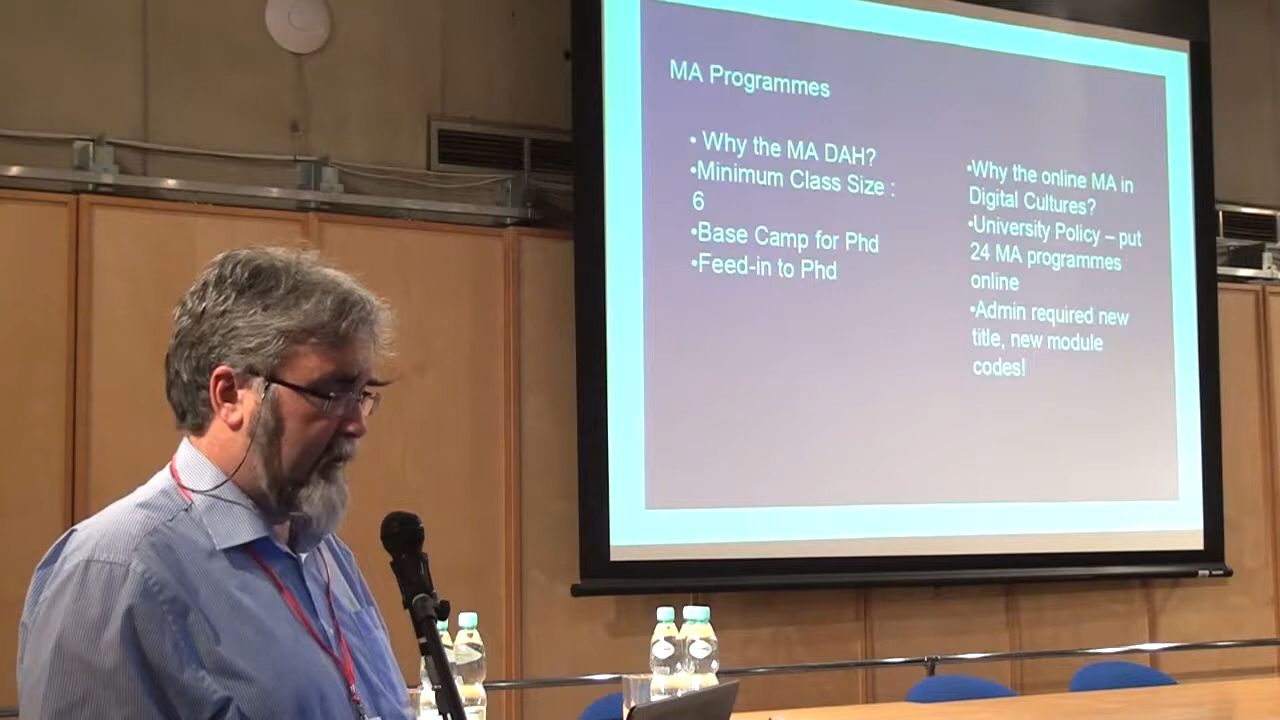 MA Programmes
• Why the MA DAH?
•Minimum Class Size :
6
•Base Camp for Phd
•Feed-in to Phd
•Why the online MA in
Digital Cultures?
•University Policy – put
24 MA programmes
online
•Admin required new
title, new module
codes!